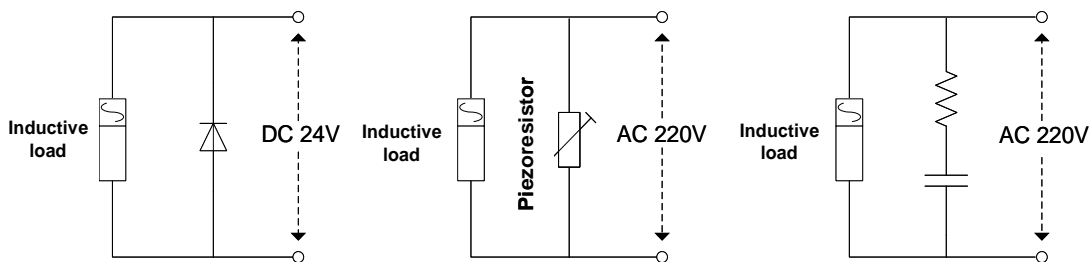 Inductive
load
DC 24V
Inductive
load
Piezoresistor
AC 220V
Inductive
load
AC 220V